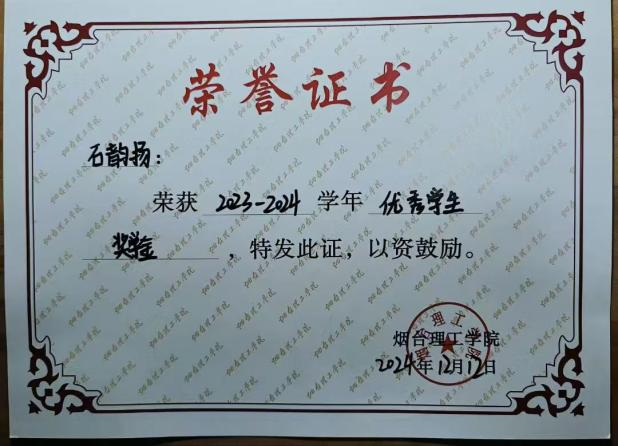 荣誉证书
石韵扬：
荣获 2023-2024 学年 优秀学生
奖学金，特发此证，以资鼓励。
烟台理工学院
2024年12月12日